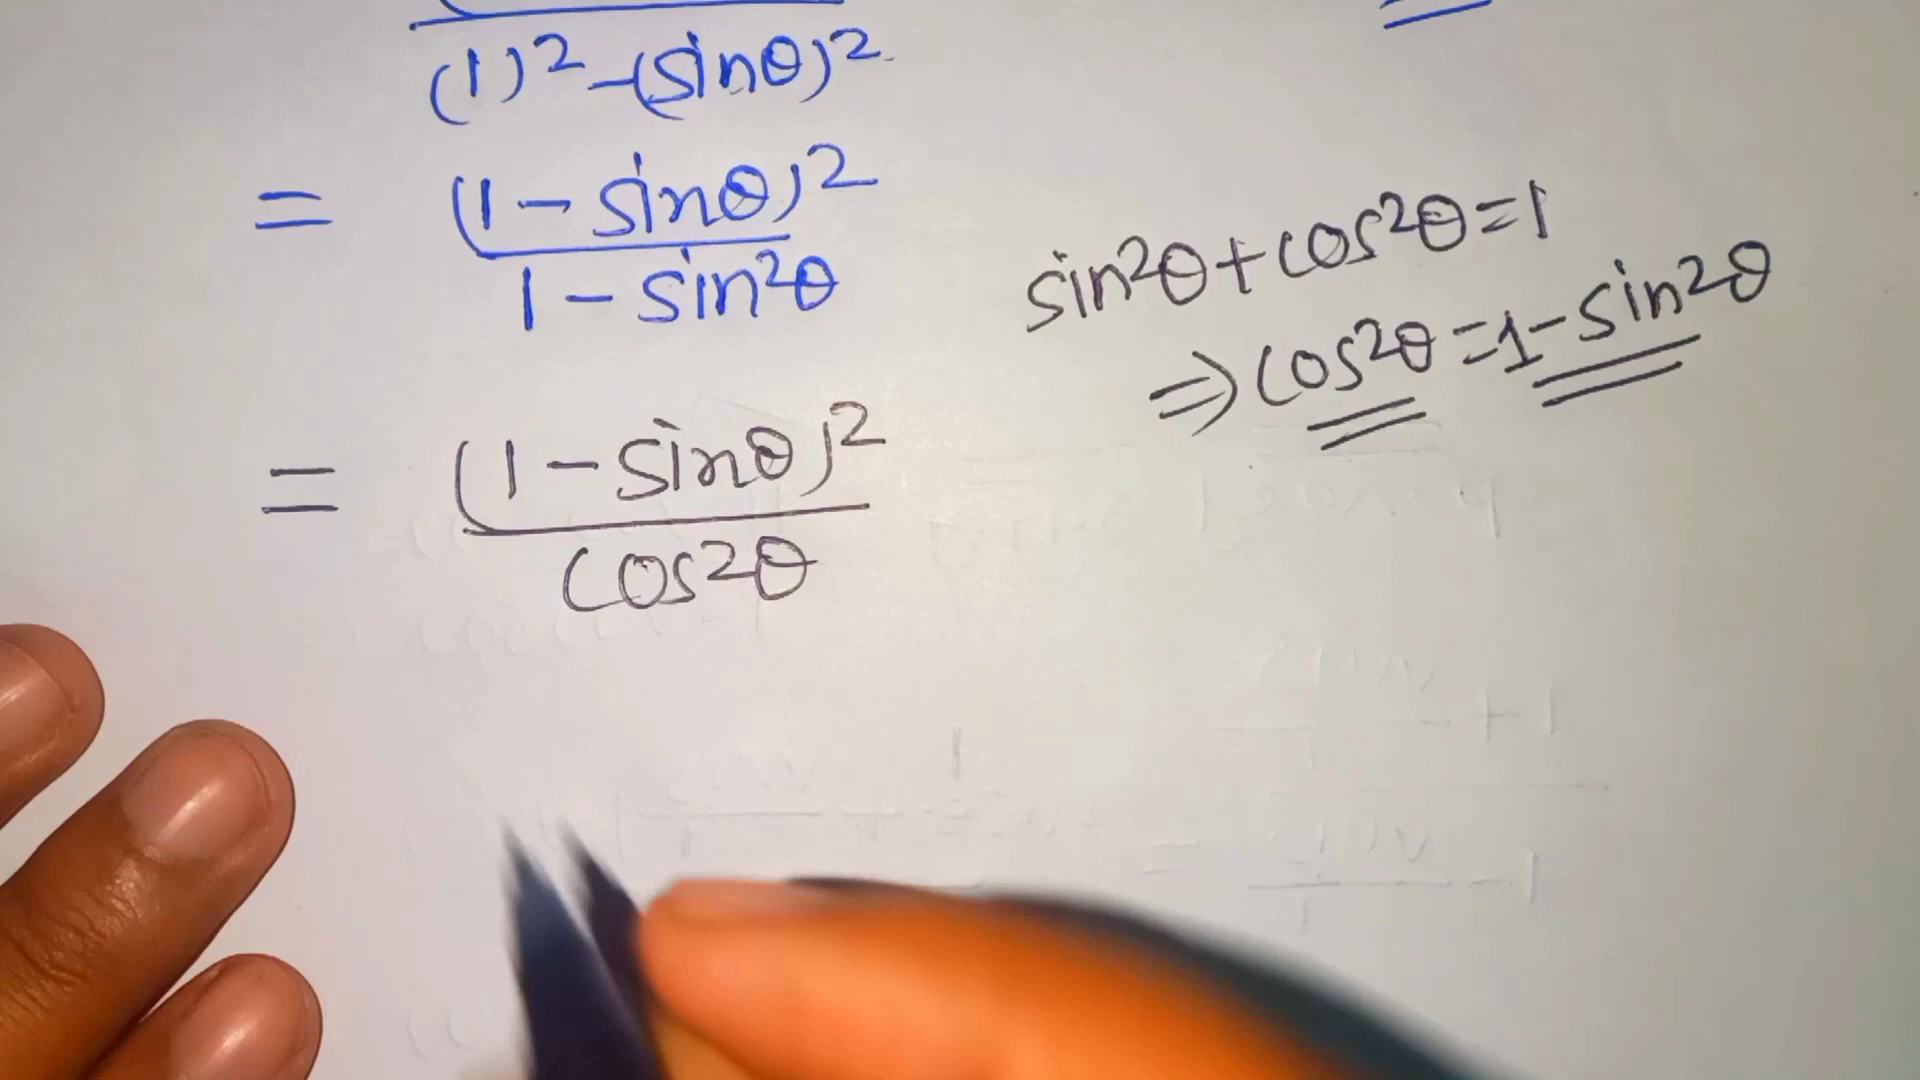 (1)² - (sinθ)²
= (1 - sinθ)²
1 - sin²θ
sin²θ + cos²θ = 1
⇒ cos²θ = 1 - sin²θ
= (1 - sinθ)²
cos²θ